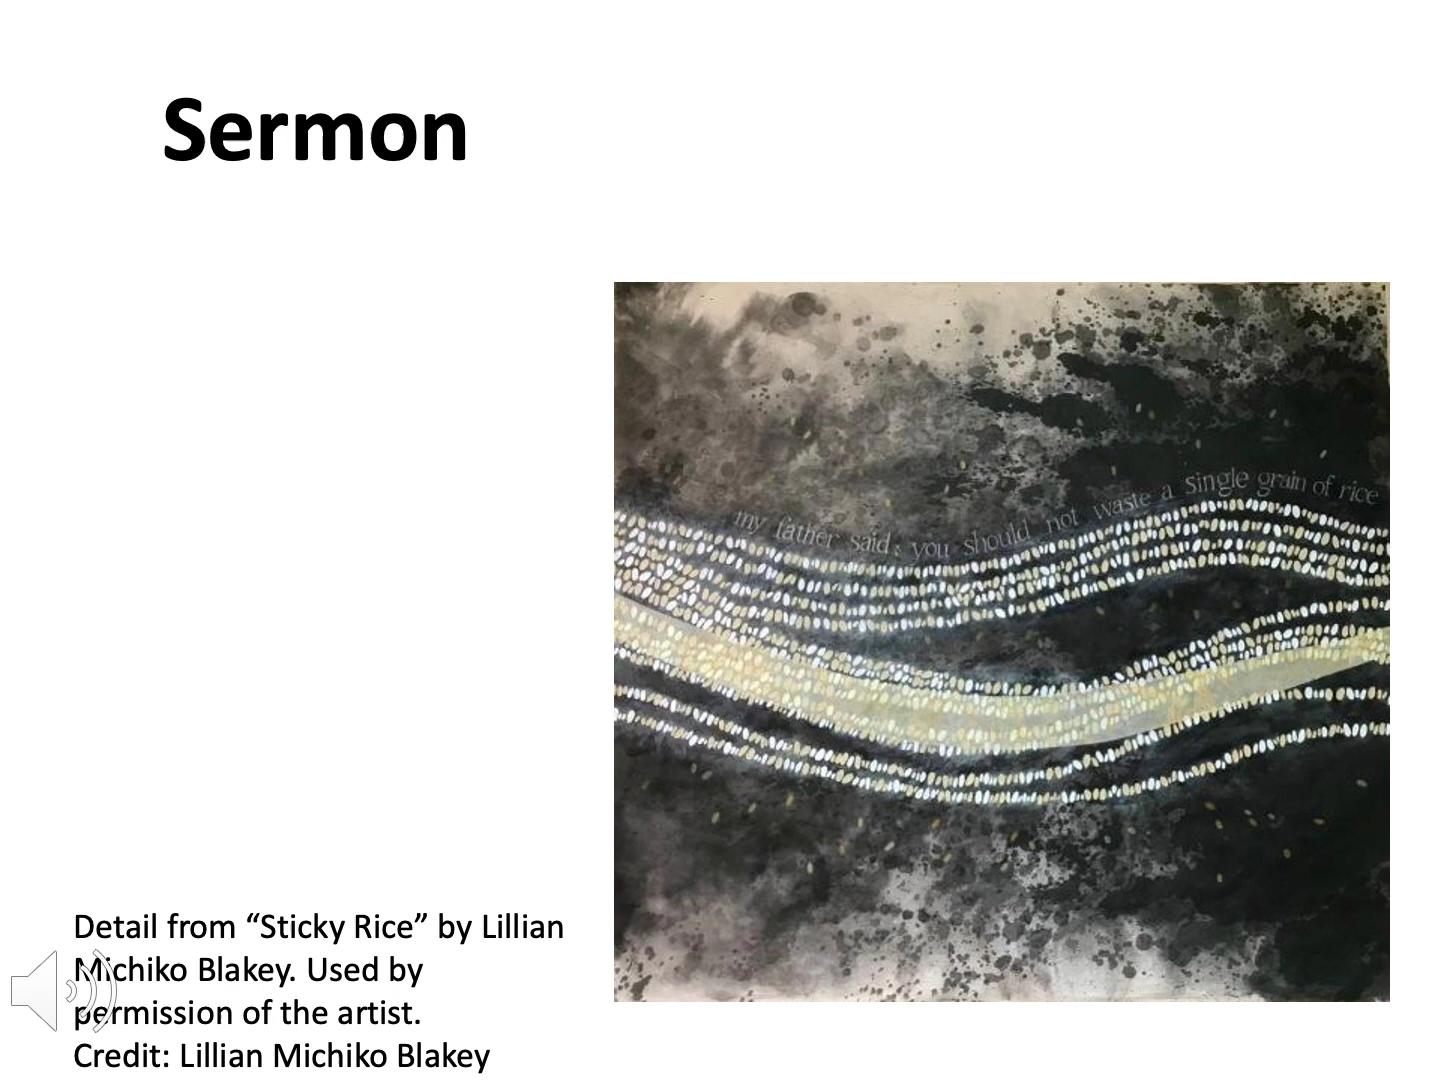 Sermon
my father said: you should not waste a single grain of rice
Detail from “Sticky Rice” by Lillian
Michiko Blakey. Used by
permission of the artist.
Credit: Lillian Michiko Blakey